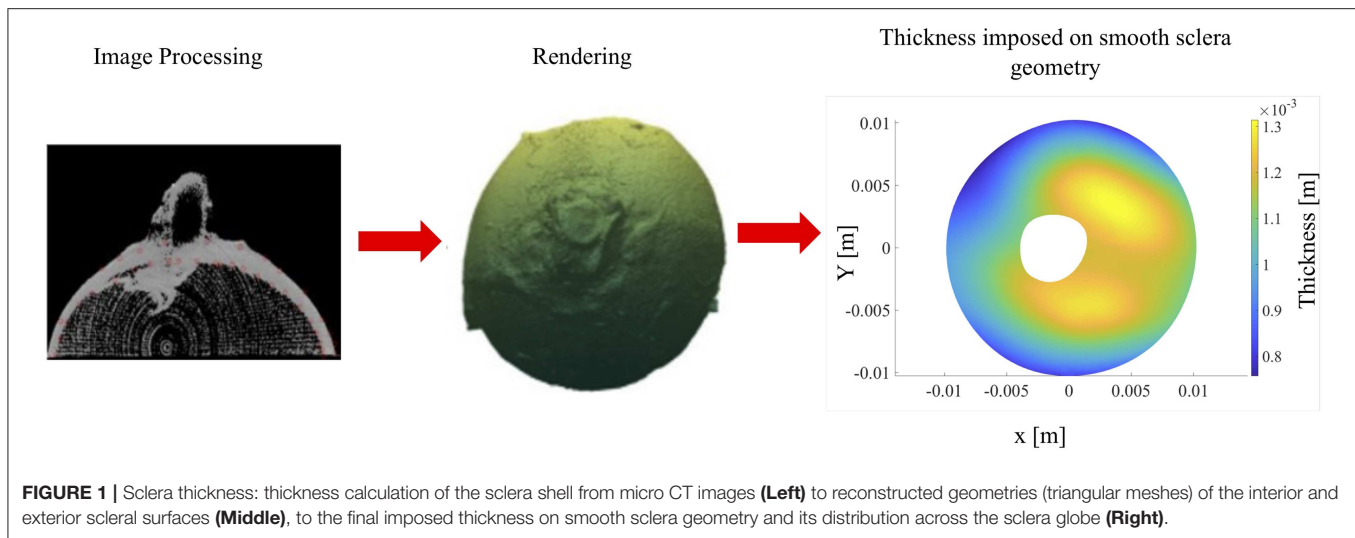 Image Processing
Rendering
Thickness imposed on smooth sclera
geometry
×10⁻³
0.01
0.005
0
-0.005
-0.01
Y [m]
-0.01
-0.005
0
0.005
0.01
x [m]
1.3
1.2
1.1
1
0.9
0.8
Thickness [m]
FIGURE 1 | Sclera thickness: thickness calculation of the sclera shell from micro CT images (Left) to reconstructed geometries (triangular meshes) of the interior and
exterior scleral surfaces (Middle), to the final imposed thickness on smooth sclera geometry and its distribution across the sclera globe (Right).